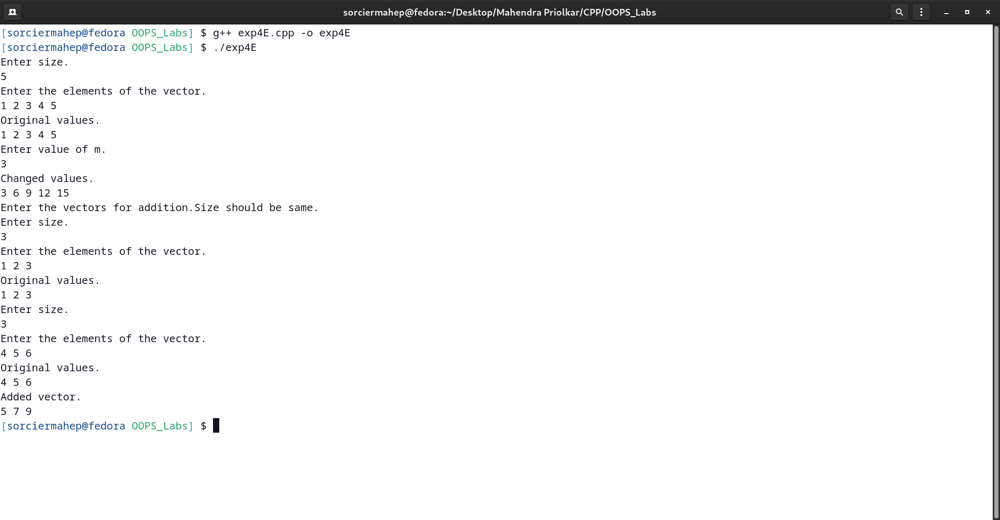 sorciermahep@fedora:~/Desktop/Mahendra Priolkar/CPP/OOPS_Labs
[sorciermahep@fedora OOPS_Labs] $ g++ exp4E.cpp -o exp4E
[sorciermahep@fedora OOPS_Labs] $ ./exp4E
Enter size.
5
Enter the elements of the vector.
1 2 3 4 5
Original values.
1 2 3 4 5
Enter value of m.
3
Changed values.
3 6 9 12 15
Enter the vectors for addition.Size should be same.
Enter size.
3
Enter the elements of the vector.
1 2 3
Original values.
1 2 3
Enter size.
3
Enter the elements of the vector.
4 5 6
Original values.
4 5 6
Added vector.
5 7 9
[sorciermahep@fedora OOPS_Labs] $